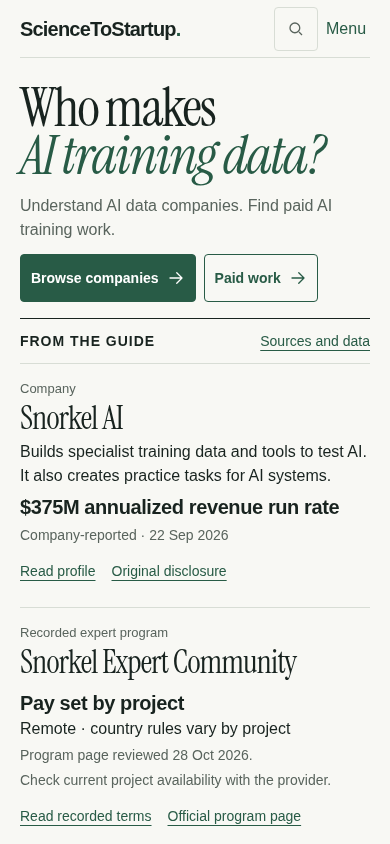 ScienceToStartup.
Menu
Who makes
AI training data?
Understand AI data companies. Find paid AI
training work.
Browse companies →
Paid work →
FROM THE GUIDE
Sources and data
Company
Snorkel AI
Builds specialist training data and tools to test AI.
It also creates practice tasks for AI systems.
$375M annualized revenue run rate
Company-reported · 22 Sep 2026
Read profile
Original disclosure
Recorded expert program
Snorkel Expert Community
Pay set by project
Remote · country rules vary by project
Program page reviewed 28 Oct 2026.
Check current project availability with the provider.
Read recorded terms
Official program page